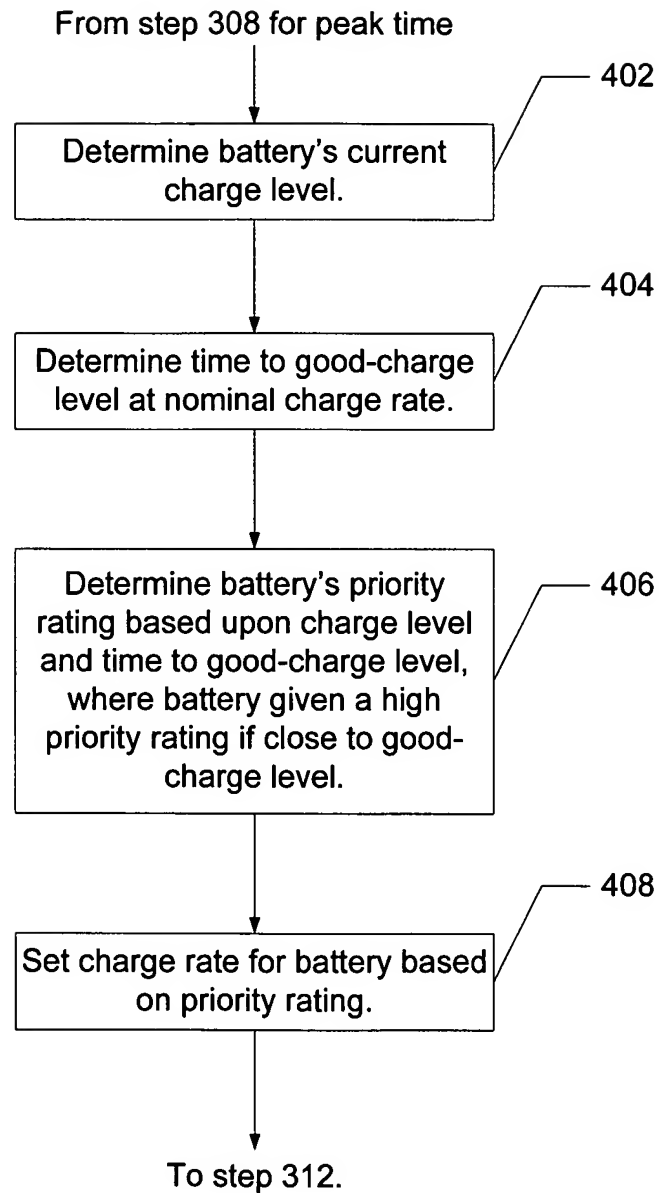 From step 308 for peak time
402
Determine battery's current
charge level.
404
Determine time to good-charge
level at nominal charge rate.
406
Determine battery's priority
rating based upon charge level
and time to good-charge level,
where battery given a high
priority rating if close to good-
charge level.
408
Set charge rate for battery based
on priority rating.
To step 312.